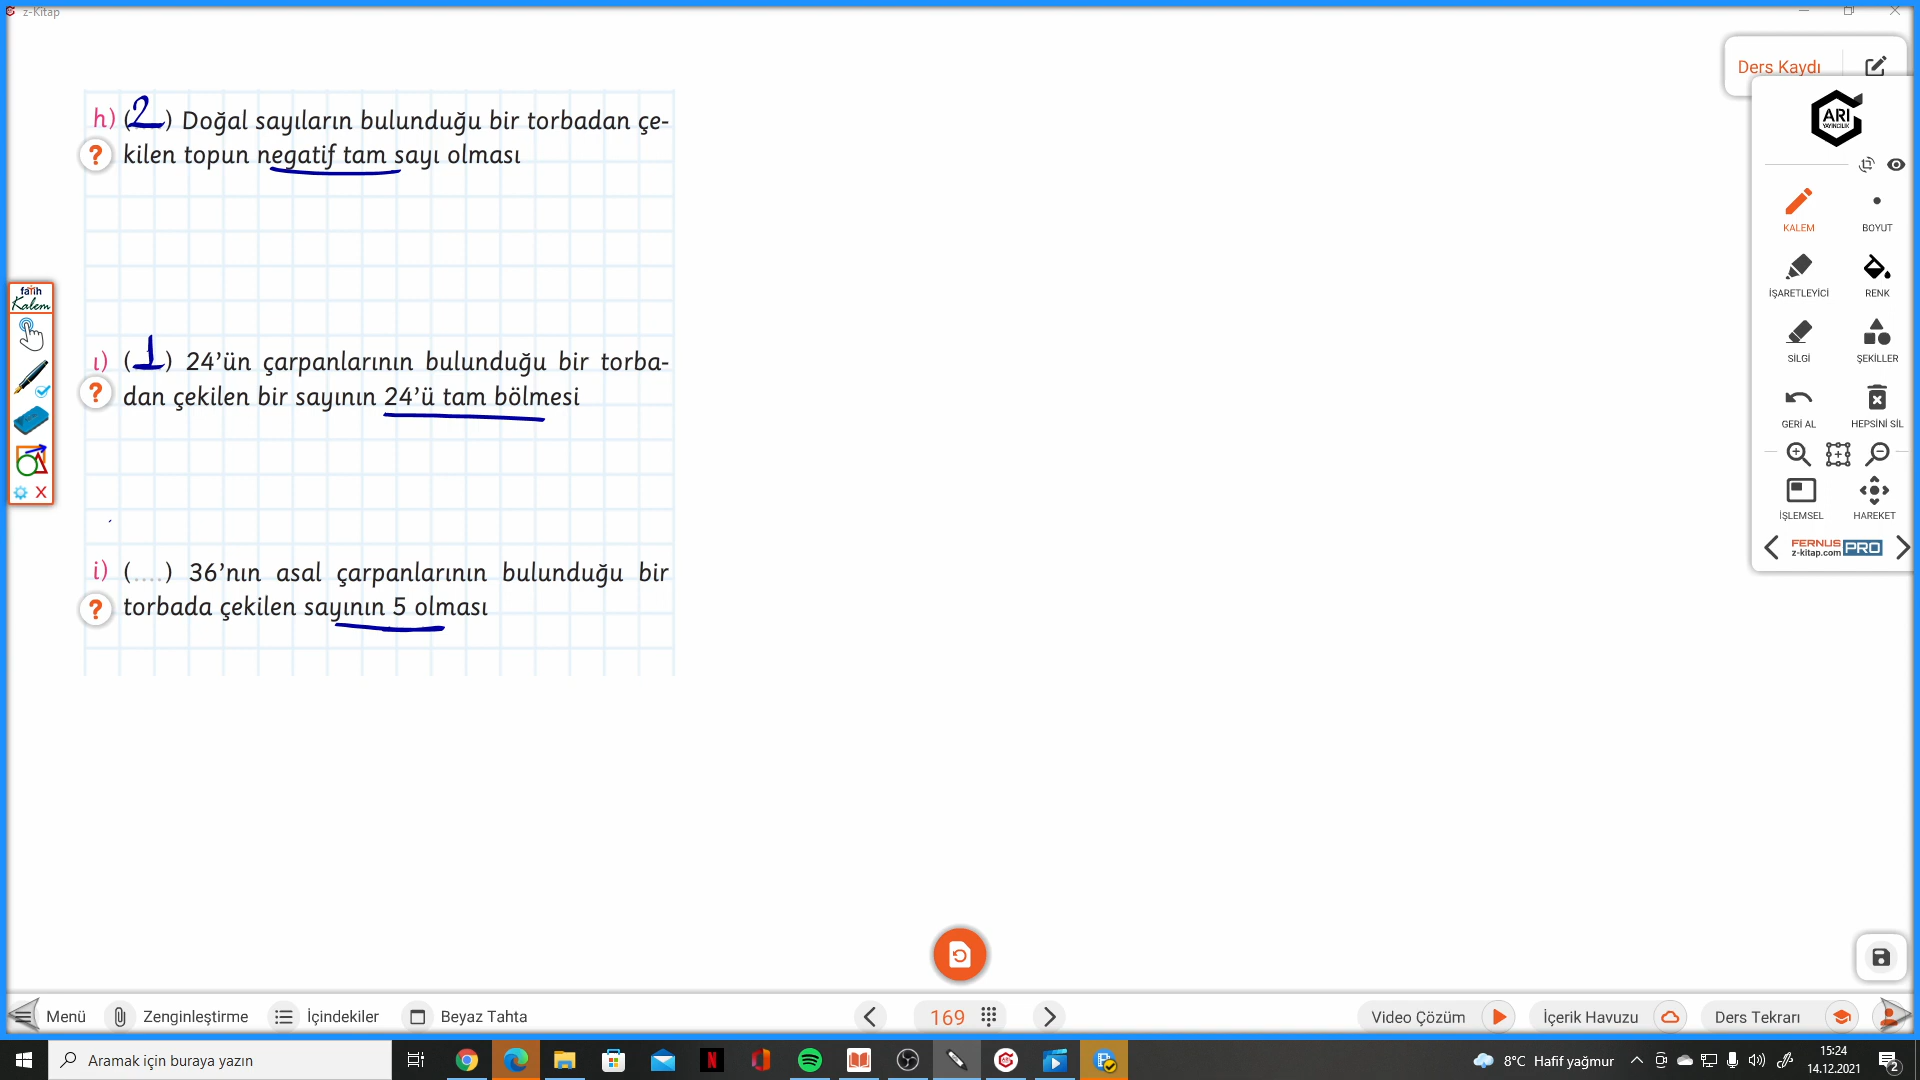 z-Kitap
Ders Kaydı
h) (2) Doğal sayıların bulunduğu bir torbadan çe-
kilen topun negatif tam sayı olması
?
ı) (1) 24'ün çarpanlarının bulunduğu bir torba-
dan çekilen bir sayının 24'ü tam bölmesi
?
i) (....) 36'nın asal çarpanlarının bulunduğu bir
torbada çekilen sayının 5 olması
?
fatih
Kalem
X
ARI
YAYINCILIK
KALEM
BOYUT
İŞARETLEYİCİ
RENK
SİLGİ
ŞEKİLLER
GERİ AL
HEPSİNİ SİL
İŞLEMSEL
HAREKET
FERNUS
z-kitap.com PRO
Menü
Zenginleştirme
İçindekiler
Beyaz Tahta
169
Video Çözüm
İçerik Havuzu
Ders Tekrarı
Aramak için buraya yazın
8°C Hafif yağmur
15:24
14.12.2021
2